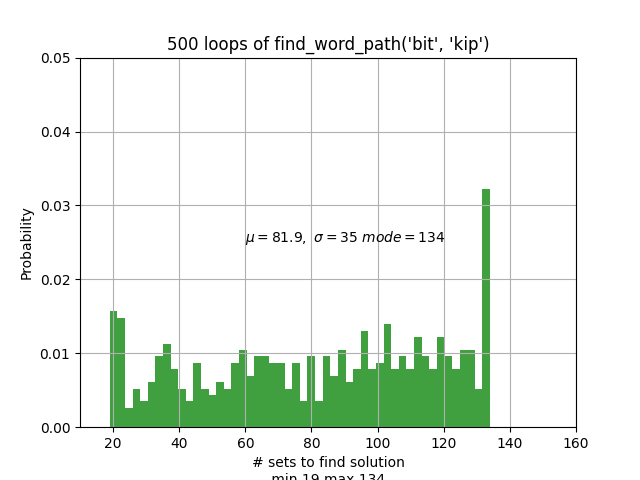 500 loops of find_word_path('bit', 'kip')
0.05
0.04
0.03
0.02
0.01
0.00
Probability
μ = 81.9, σ = 35 mode = 134
20 40 60 80 100 120 140 160
# sets to find solution
min 19 max 134